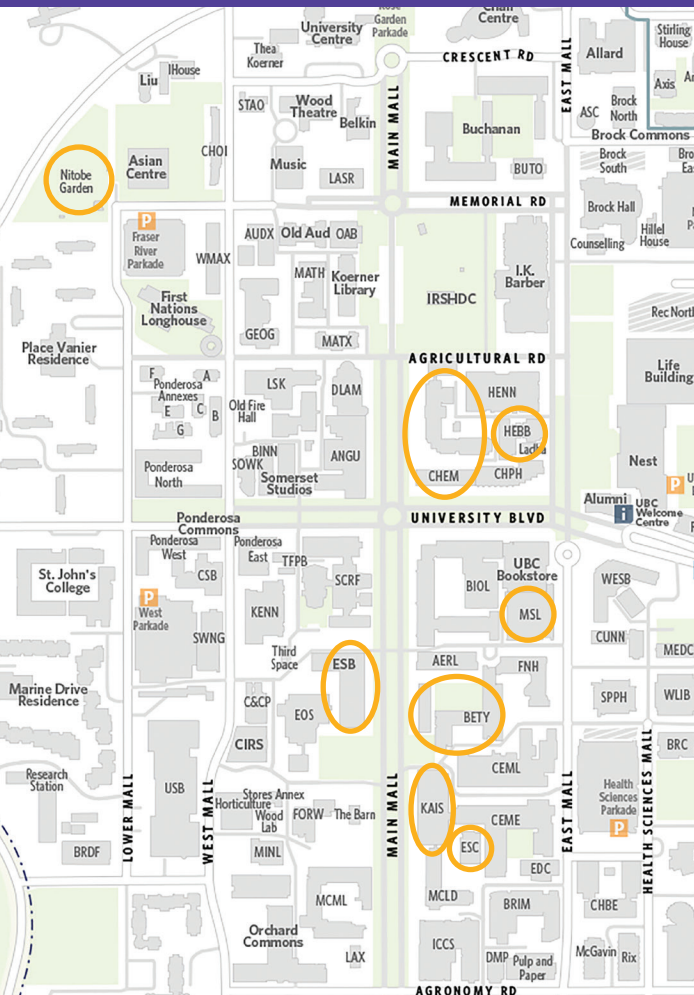 Rose
Garden
Parkade
University
Centre
Chan
Centre
Thea
Koerner
CRESCENT RD
EAST MALL
Allard
Stirling
House
IHouse
Liu
Axis
STAO
Wood
Theatre
Belkin
MAIN MALL
Buchanan
ASC
Brock
North
Brock Commons
CHOI
Asian
Centre
Nitobe
Garden
Music
LASR
BUTO
Brock
South
MEMORIAL RD
Brock Hall
Hillel
House
Counselling
P
Fraser
River
Parkade
WMAX
AUDX
Old Aud
OAB
MATH
Koerner
Library
IRSHDC
I.K.
Barber
First
Nations
Longhouse
GEOG
MATX
Rec North
Place Vanier
Residence
AGRICULTURAL RD
Life
Building
F
A
Ponderosa
Annexes
E
C
B
G
LSK
DLAM
HENN
Old Fire
Hall
HEBB
Ladha
BINN
SOWK
ANGU
Somerset
Studios
Ponderosa
North
CHEM
CHPH
Nest
P
Alumni
i
UBC
Welcome
Centre
Ponderosa
Commons
UNIVERSITY BLVD
Ponderosa
West
Ponderosa
East
TFPB
SCRF
CSB
St. John's
College
UBC
Bookstore
BIOL
WESB
P
West
Parkade
KENN
SWNG
MSL
CUNN
MEDC
Third
Space
ESB
AERL
FNH
Marine Drive
Residence
C&CP
EOS
BETY
SPPH
WLIB
CIRS
BRC
Research
Station
USB
LOWER MALL
WEST MALL
MAIN MALL
CEML
EAST MALL
Health
Sciences
Parkade
P
HEALTH SCIENCES MALL
Stores Annex
Horticulture
Wood
Lab
FORW
The Barn
KAIS
CEME
BRDF
MINL
ESC
EDC
MCML
MCLD
BRIM
CHBE
Orchard
Commons
LAX
ICCS
DMP
Pulp and
Paper
McGavin
Rix
AGRONOMY RD